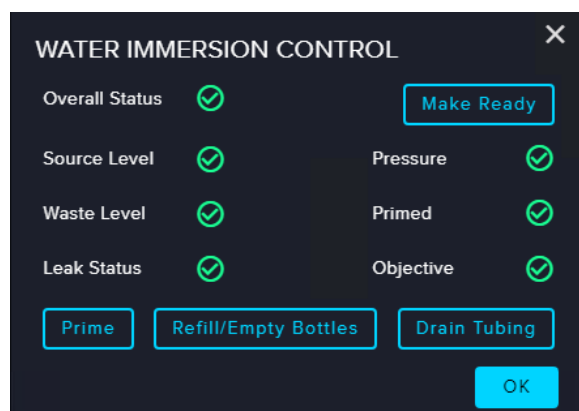 WATER IMMERSION CONTROL
Overall Status
Make Ready
Source Level
Pressure
Waste Level
Primed
Leak Status
Objective
Prime
Refill/Empty Bottles
Drain Tubing
OK